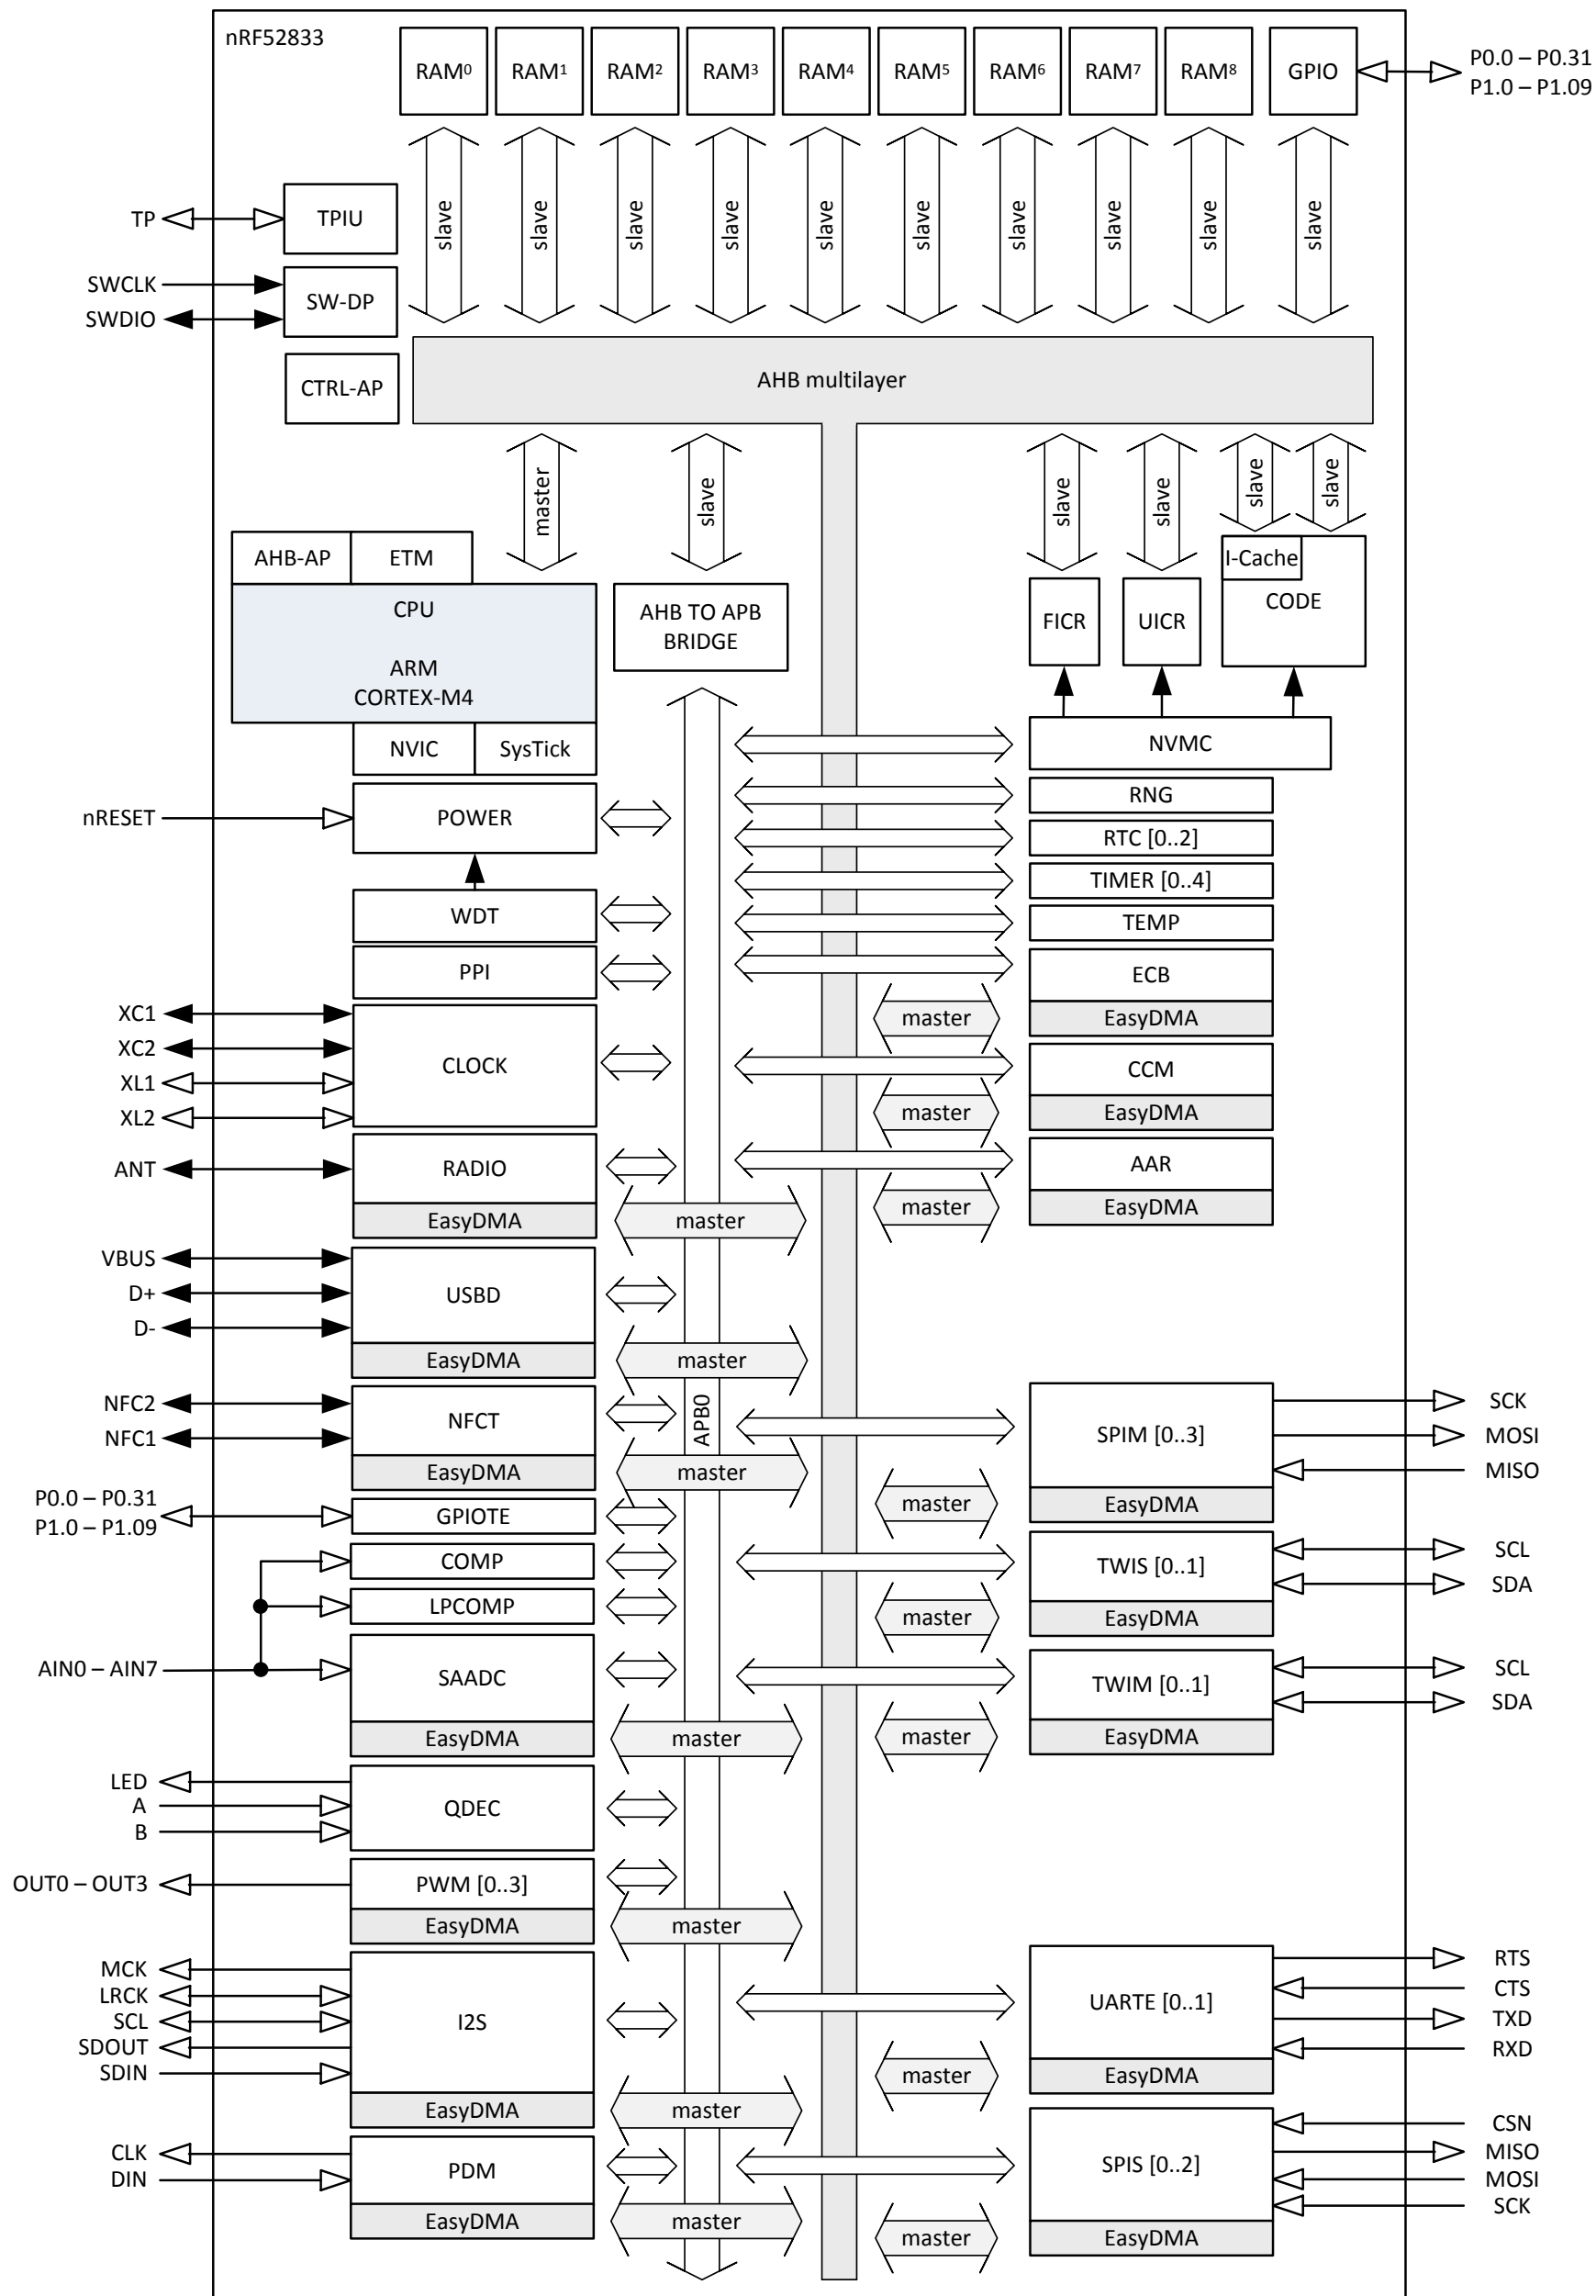 nRF52833
RAM0 RAM1 RAM2 RAM3 RAM4 RAM5 RAM6 RAM7 RAM8 GPIO
P0.0 – P0.31
P1.0 – P1.09
slave slave slave slave slave slave slave slave slave slave
TP TPIU
SWCLK
SWDIO
SW-DP
CTRL-AP
AHB multilayer
master slave slave slave slave slave
AHB-AP ETM
CPU
ARM
CORTEX-M4
NVIC SysTick
AHB TO APB
BRIDGE
FICR UICR
I-Cache
CODE
NVMC
nRESET POWER
RNG
RTC [0..2]
TIMER [0..4]
WDT
TEMP
PPI
ECB
master EasyDMA
XC1
XC2
XL1
XL2
CLOCK
CCM
master EasyDMA
ANT RADIO
EasyDMA master
AAR
master EasyDMA
VBUS
D+
D-
USBD
EasyDMA master
APB0
NFC2
NFC1
NFCT
EasyDMA master
SPIM [0..3]
master EasyDMA
SCK
MOSI
MISO
P0.0 – P0.31
P1.0 – P1.09
GPIOTE
COMP
LPCOMP
TWIS [0..1]
master EasyDMA
SCL
SDA
AIN0 – AIN7 SAADC
EasyDMA master
TWIM [0..1]
master EasyDMA
SCL
SDA
LED
A
B
QDEC
OUT0 – OUT3 PWM [0..3]
EasyDMA master
MCK
LRCK
SCL
SDOUT
SDIN
I2S
EasyDMA master
UARTE [0..1]
master EasyDMA
RTS
CTS
TXD
RXD
CLK
DIN
PDM
EasyDMA master
SPIS [0..2]
master EasyDMA
CSN
MISO
MOSI
SCK